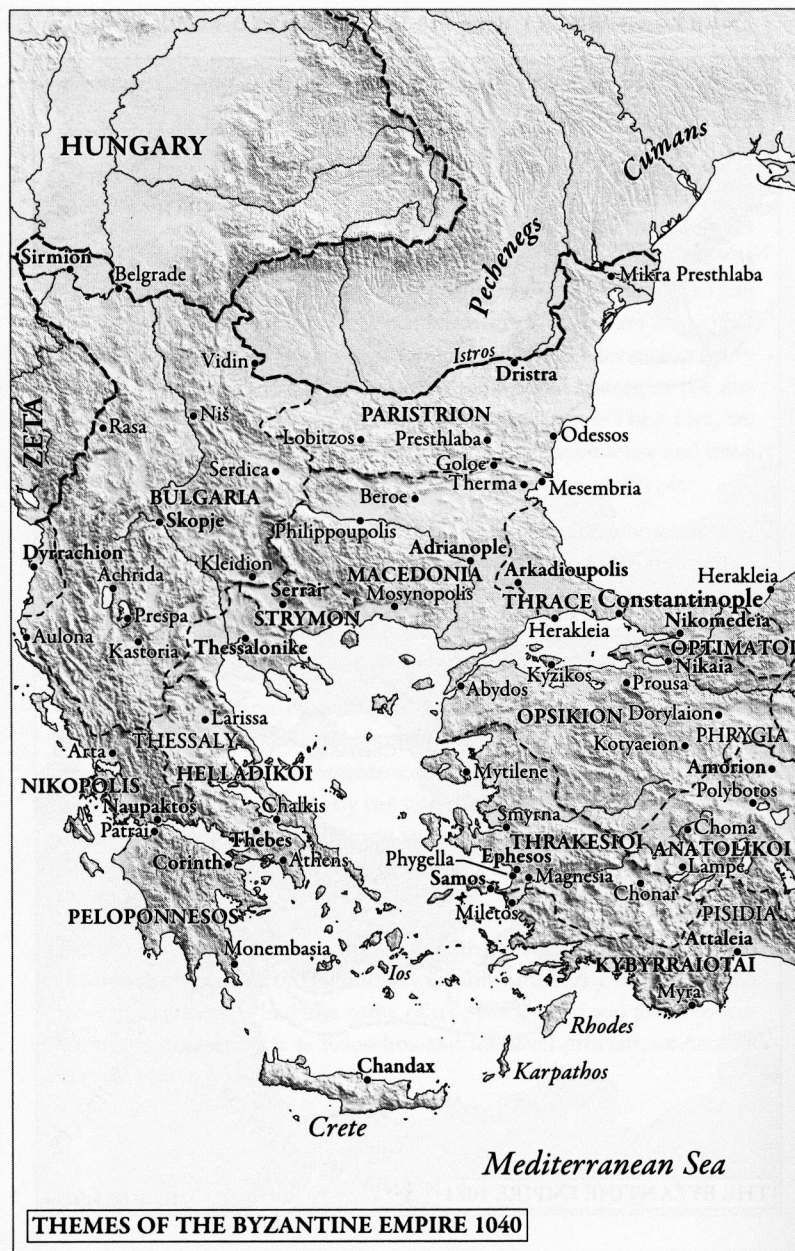 HUNGARY
Cumans
Pechenegs
Sirmion
Belgrade
Mikra Presthlaba
Vidin
Istros
Dristra
ZETA
Rasa
Niš
PARISTRION
Lobitzos
Presthlaba
Odessos
Goloe
Serdica
Therma
Mesembria
BULGARIA
Beroe
Skopje
Philippoupolis
Dyrrachion
Adrianople
Kleidion
MACEDONIA
Arkadioupolis
Herakleia
Achrida
Serrai
Mosynopolis
THRACE
Constantinople
Prespa
STRYMON
Herakleia
Nikomedeia
Aulona
Kastoria
Thessalonike
OPTIMATOI
Nikaia
Kyzikos
Abydos
Prousa
Larissa
OPSIKION
Dorylaion
THESSALY
Kotyaeion
PHRYGIA
Arta
HELLADIKOI
Mytilene
Amorion
NIKOPOLIS
Polybotos
Naupaktos
Chalkis
Smyrna
Patrai
Thebes
THRAKESIOI
Choma
ANATOLIKOI
Corinth
Athens
Phygella
Ephesos
Lampe
Samos
Magnesia
Chonai
PELOPONNESOS
Miletos
PISIDIA
Attaleia
Monembasia
Ios
KYBYRRAIOTAI
Myra
Rhodes
Chandax
Karpathos
Crete
Mediterranean Sea
THEMES OF THE BYZANTINE EMPIRE 1040